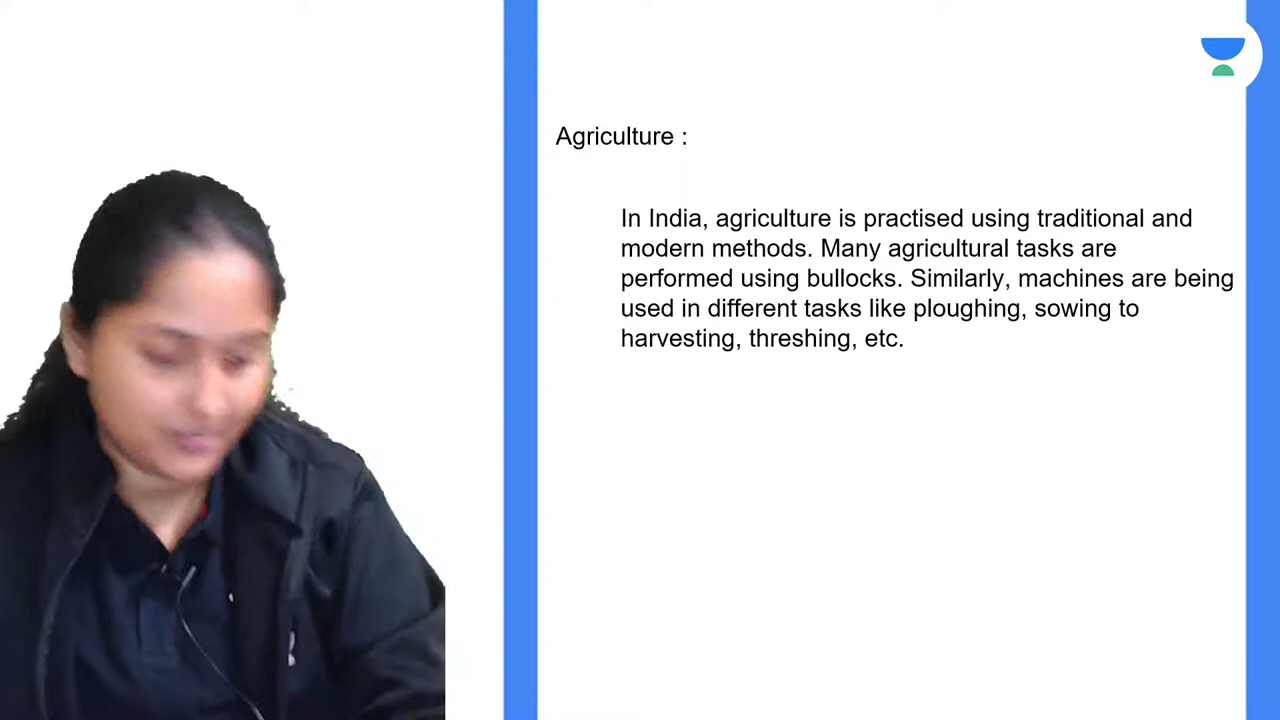 Agriculture :
In India, agriculture is practised using traditional and
modern methods. Many agricultural tasks are
performed using bullocks. Similarly, machines are being
used in different tasks like ploughing, sowing to
harvesting, threshing, etc.